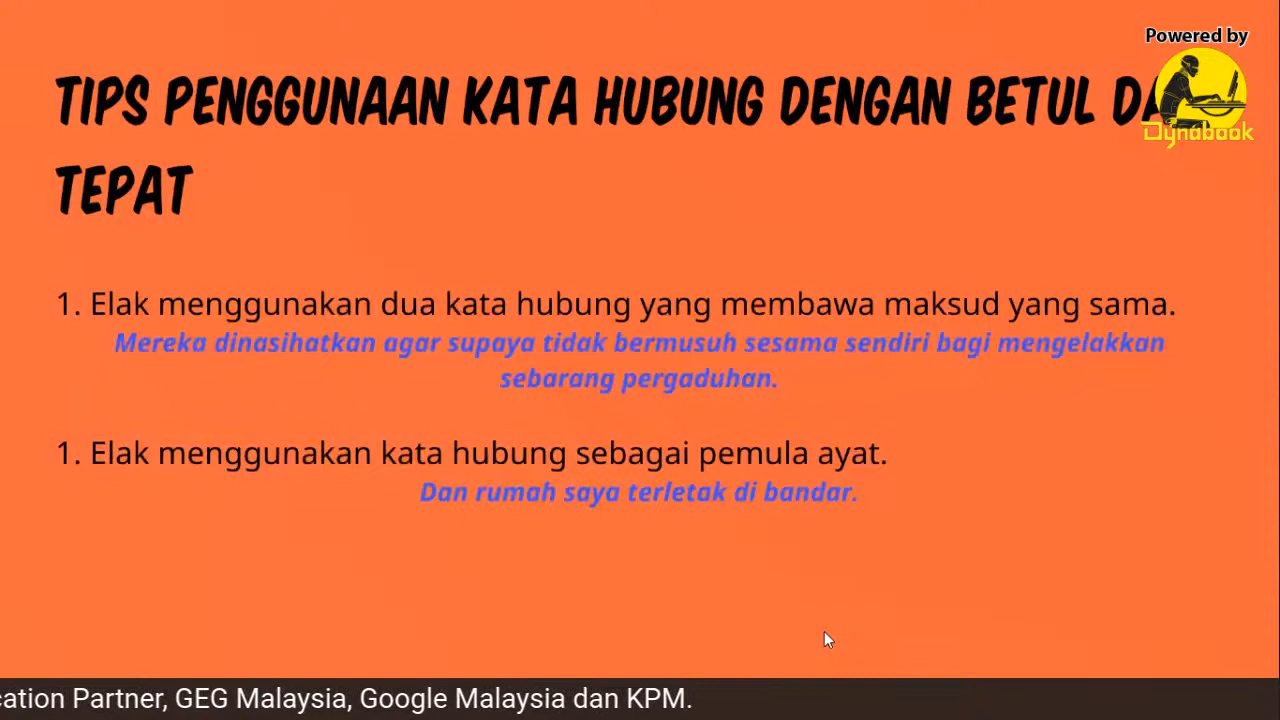 Powered by
Dynabook
TIPS PENGGUNAAN KATA HUBUNG DENGAN BETUL
TEPAT
1. Elak menggunakan dua kata hubung yang membawa maksud yang sama.
Mereka dinasihatkan agar supaya tidak bermusuh sesama sendiri bagi mengelakkan
sebarang pergaduhan.
1. Elak menggunakan kata hubung sebagai pemula ayat.
Dan rumah saya terletak di bandar.
Partner, GEG Malaysia, Google Malaysia dan KPM.